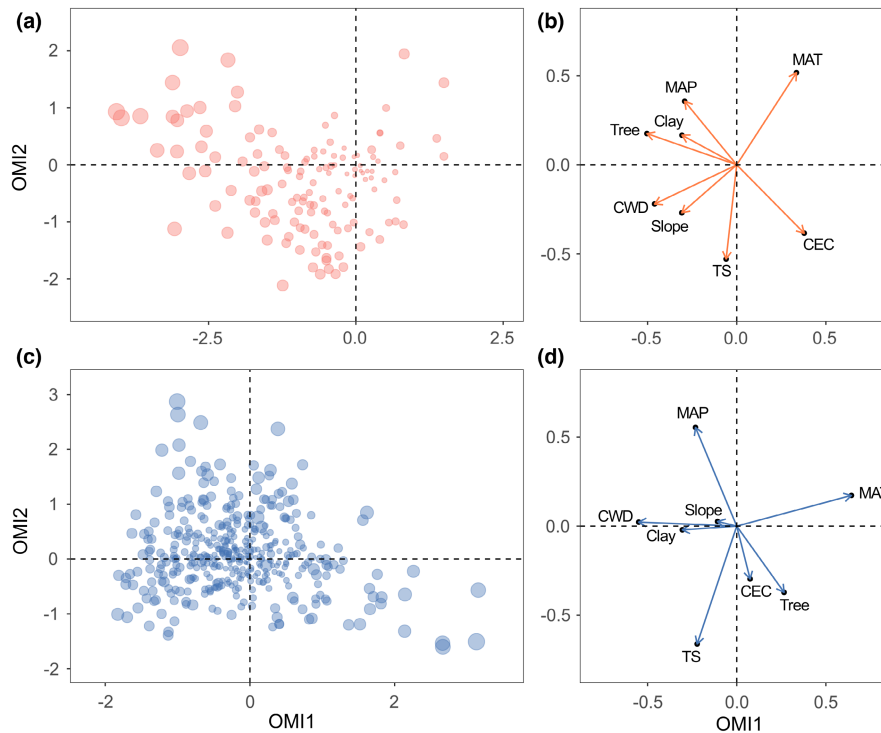 (a)
(b)
2
1
0
-1
-2
OMI2
-2.5
0.0
2.5
0.5
0.0
-0.5
MAT
MAP
Clay
Tree
CWD
Slope
CEC
TS
-0.5
0.0
0.5
(c)
(d)
3
2
1
0
-1
-2
OMI2
-2
0
2
OMI1
0.5
0.0
-0.5
MAP
MAT
CWD
Slope
Clay
CEC
Tree
TS
-0.5
0.0
0.5
OMI1